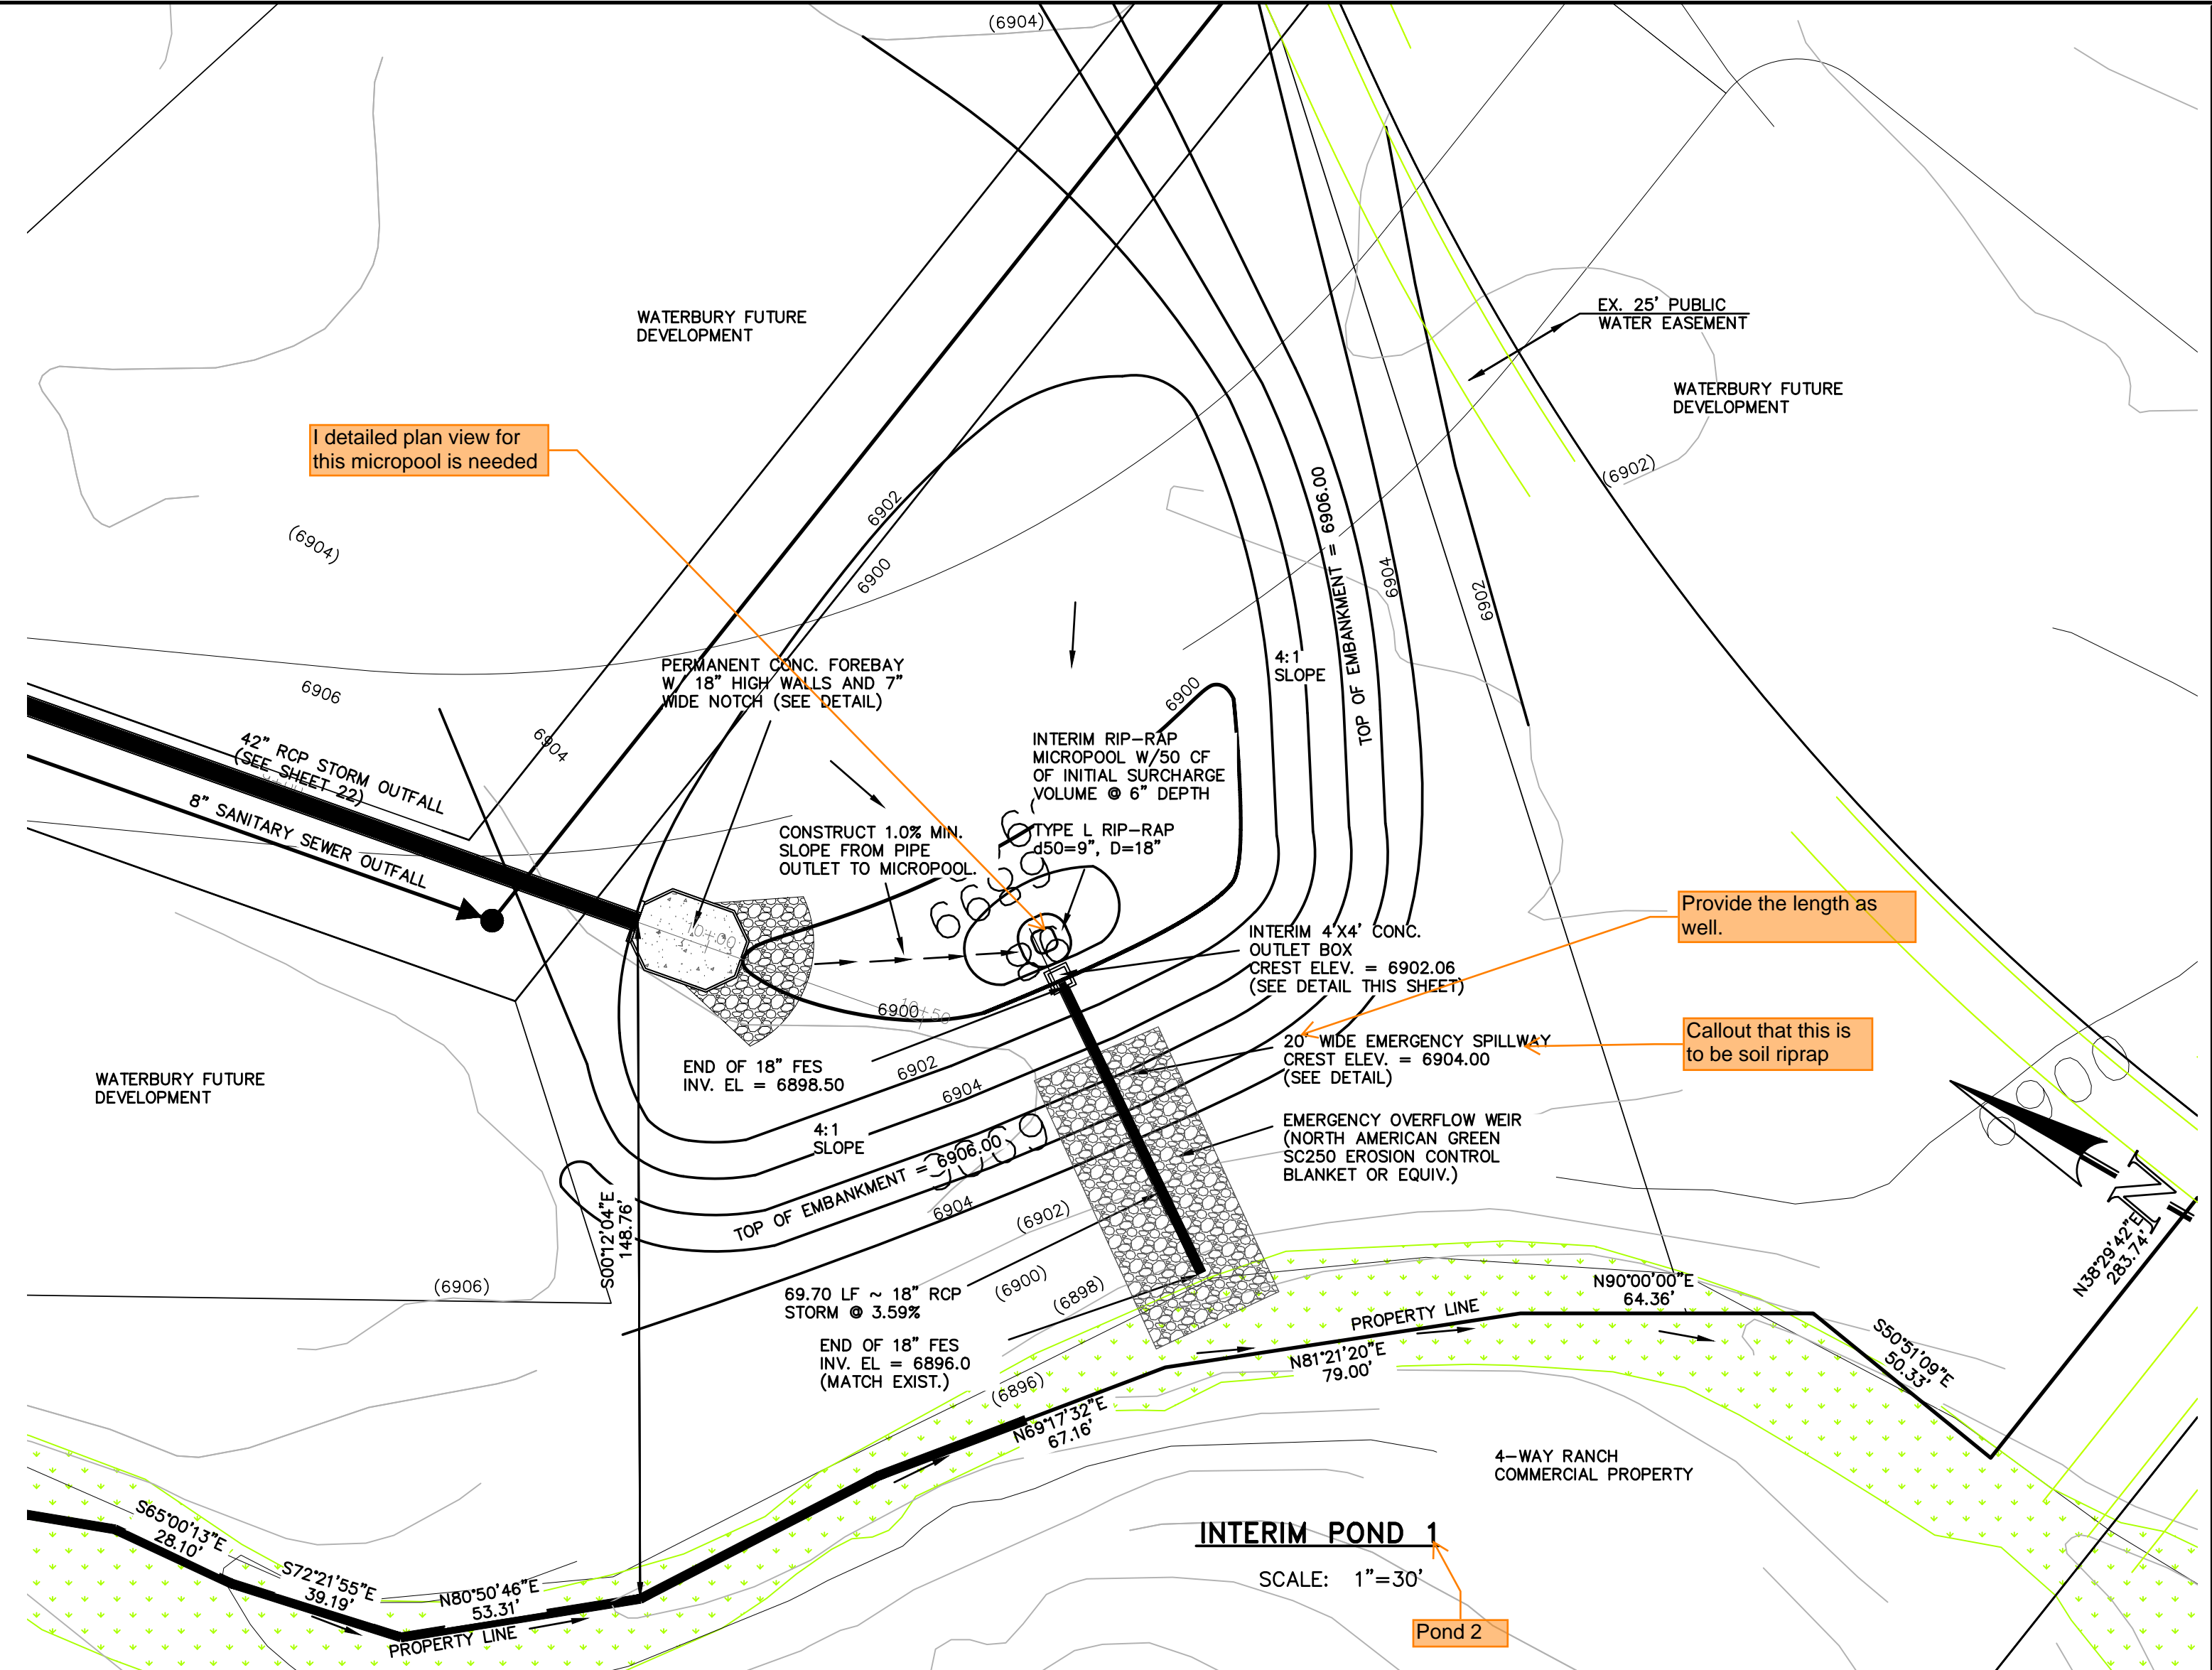 (6904)
WATERBURY FUTURE
DEVELOPMENT
EX. 25' PUBLIC
WATER EASEMENT
WATERBURY FUTURE
DEVELOPMENT
I detailed plan view for
this micropool is needed
(6902)
6902
(6904)
6900
TOP OF EMBANKMENT = 6906.00
6904
6902
4:1
SLOPE
PERMANENT CONC. FOREBAY
W/ 18" HIGH WALLS AND 7"
WIDE NOTCH (SEE DETAIL)
6906
6900
6904
42" RCP STORM OUTFALL
(SEE SHEET 22)
8" SANITARY SEWER OUTFALL
INTERIM RIP-RAP
MICROPOOL W/50 CF
OF INITIAL SURCHARGE
VOLUME @ 6" DEPTH
TYPE L RIP-RAP
d50=9", D=18"
CONSTRUCT 1.0% MIN.
SLOPE FROM PIPE
OUTLET TO MICROPOOL.
10+00
Provide the length as
well.
INTERIM 4'X4' CONC.
OUTLET BOX
CREST ELEV. = 6902.06
(SEE DETAIL THIS SHEET)
6900
10+50
20' WIDE EMERGENCY SPILLWAY
CREST ELEV. = 6904.00
(SEE DETAIL)
Callout that this is
to be soil riprap
END OF 18" FES
INV. EL = 6898.50
6902
6904
WATERBURY FUTURE
DEVELOPMENT
4:1
SLOPE
EMERGENCY OVERFLOW WEIR
(NORTH AMERICAN GREEN
SC250 EROSION CONTROL
BLANKET OR EQUIV.)
TOP OF EMBANKMENT = 6906.00
6904
(6902)
N
S00°12'04"E
148.76'
(6906)
69.70 LF ~ 18" RCP
STORM @ 3.59%
(6900)
(6898)
END OF 18" FES
INV. EL = 6896.0
(MATCH EXIST.)
(6896)
N90°00'00"E
64.36'
N38°29'42"E
283.74'
PROPERTY LINE
N81°21'20"E
79.00'
S50°51'09"E
50.33'
N69°17'32"E
67.16'
4-WAY RANCH
COMMERCIAL PROPERTY
S65°00'13"E
28.10'
S72°21'55"E
39.19'
N80°50'46"E
53.31'
PROPERTY LINE
INTERIM POND 1
SCALE: 1"=30'
Pond 2